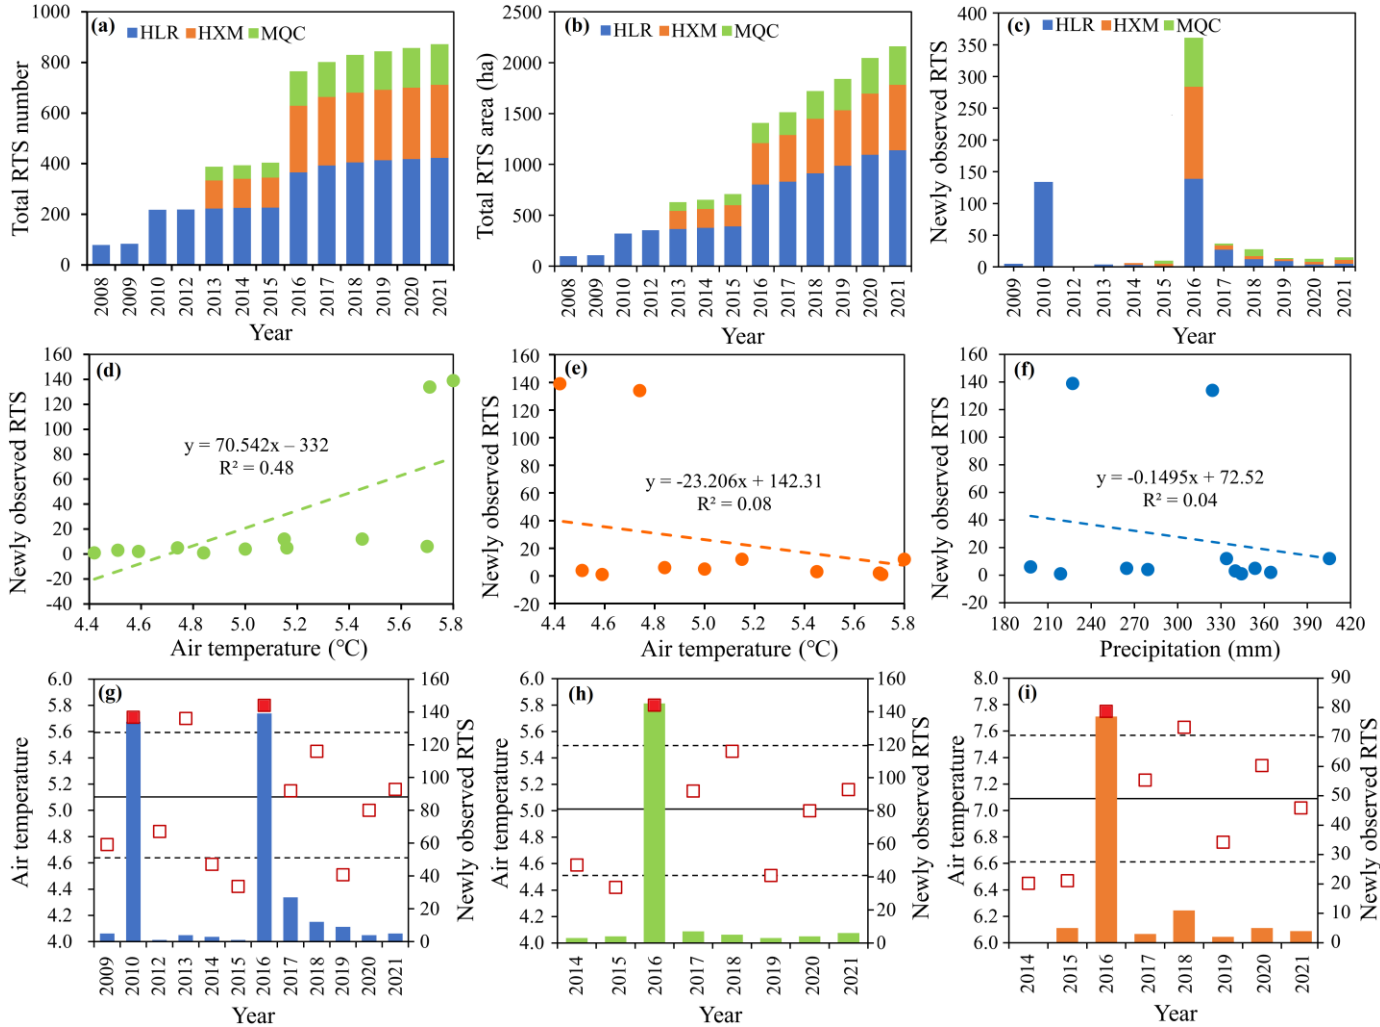 (a)
HLR HXM MQC
Total RTS number
1000
800
600
400
200
0
2008 2009 2010 2012 2013 2014 2015 2016 2017 2018 2019 2020 2021
Year
(b)
HLR HXM MQC
Total RTS area (ha)
2500
2000
1500
1000
500
0
2008 2009 2010 2012 2013 2014 2015 2016 2017 2018 2019 2020 2021
Year
(c)
HLR HXM MQC
Newly observed RTS
400
350
300
250
200
150
100
50
0
2009 2010 2012 2013 2014 2015 2016 2017 2018 2019 2020 2021
Year
(d)
Newly observed RTS
160
140
120
100
80
60
40
20
0
-20
-40
y = 70.542x – 332
R² = 0.48
4.4 4.6 4.8 5.0 5.2 5.4 5.6 5.8
Air temperature (℃)
(e)
Newly observed RTS
160
140
120
100
80
60
40
20
0
-20
y = -23.206x + 142.31
R² = 0.08
4.4 4.6 4.8 5.0 5.2 5.4 5.6 5.8
Air temperature (℃)
(f)
Newly observed RTS
160
140
120
100
80
60
40
20
0
-20
y = -0.1495x + 72.52
R² = 0.04
180 210 240 270 300 330 360 390 420
Precipitation (mm)
(g)
Air temperature
6.0
5.8
5.6
5.4
5.2
5.0
4.8
4.6
4.4
4.2
4.0
160
140
120
100
80
60
40
20
0
Newly observed RTS
2009 2010 2012 2013 2014 2015 2016 2017 2018 2019 2020 2021
Year
(h)
Air temperature
6.0
5.8
5.6
5.4
5.2
5.0
4.8
4.6
4.4
4.2
4.0
160
140
120
100
80
60
40
20
0
Newly observed RTS
2014 2015 2016 2017 2018 2019 2020 2021
Year
(i)
Air temperature
8.0
7.8
7.6
7.4
7.2
7.0
6.8
6.6
6.4
6.2
6.0
90
80
70
60
50
40
30
20
10
0
Newly observed RTS
2014 2015 2016 2017 2018 2019 2020 2021
Year